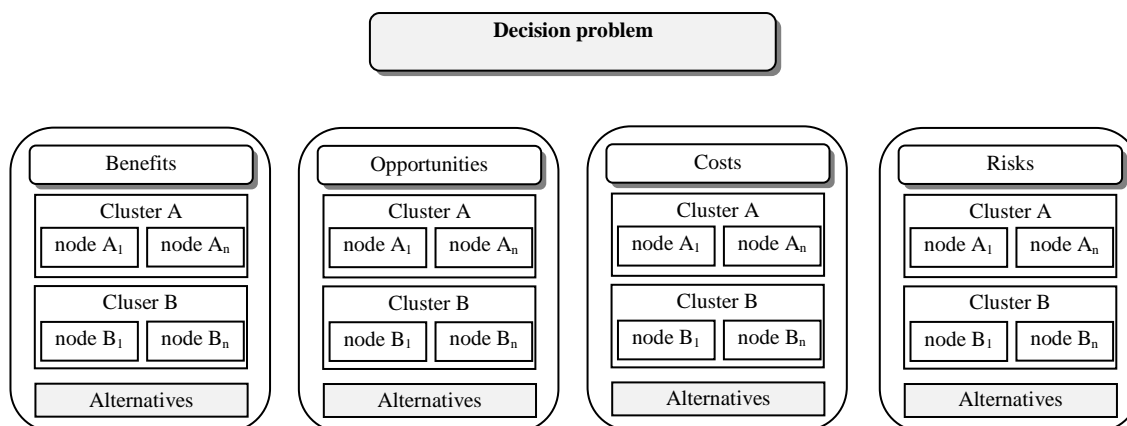 Decision problem
Benefits
Cluster A
node A₁ node Aₙ
Cluser B
node B₁ node Bₙ
Alternatives
Opportunities
Cluster A
node A₁ node Aₙ
Cluster B
node B₁ node Bₙ
Alternatives
Costs
Cluster A
node A₁ node Aₙ
Cluster B
node B₁ node Bₙ
Alternatives
Risks
Cluster A
node A₁ node Aₙ
Cluster B
node B₁ node Bₙ
Alternatives